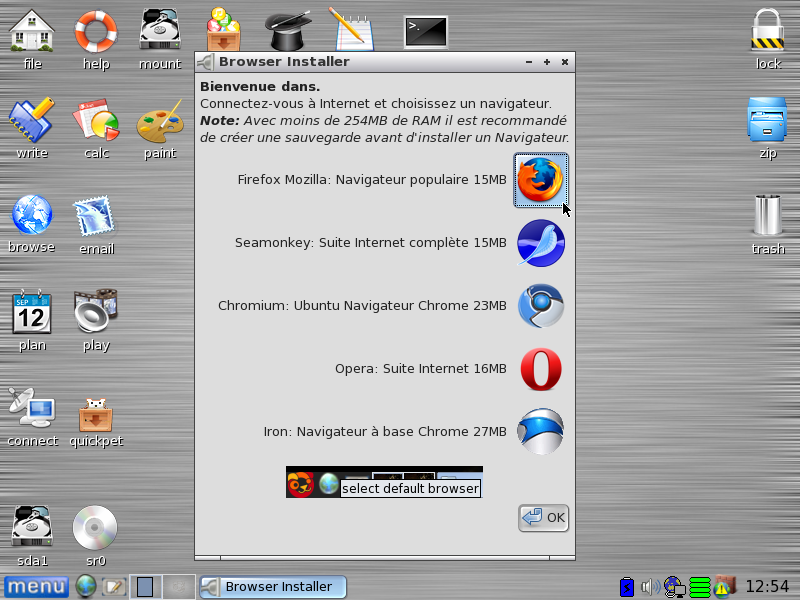 file
help
mount
lock
Browser Installer
Bienvenue dans.
Connectez-vous à Internet et choisissez un navigateur.
Note: Avec moins de 254MB de RAM il est recommandé
de créer une sauvegarde avant d'installer un Navigateur.
write
calc
paint
zip
Firefox Mozilla: Navigateur populaire 15MB
browse
email
trash
Seamonkey: Suite Internet complète 15MB
SEP
12
plan
play
Chromium: Ubuntu Navigateur Chrome 23MB
Opera: Suite Internet 16MB
connect
quickpet
Iron: Navigateur à base Chrome 27MB
select default browser
OK
sda1
sr0
menu
Browser Installer
12:54